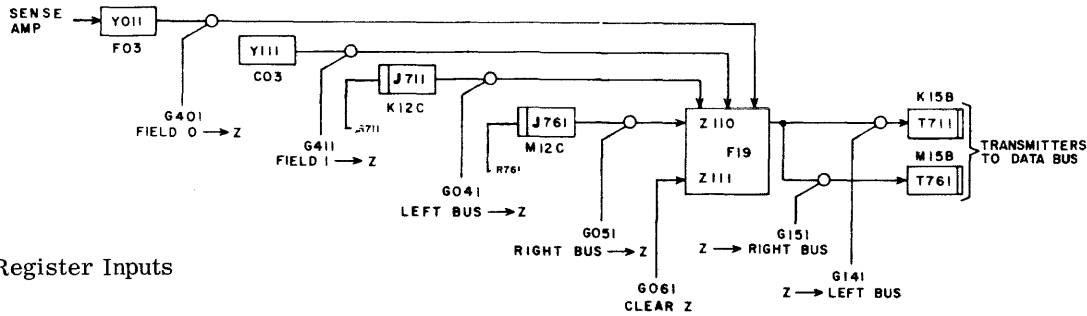 SENSE
AMP
Y011
F03
Y111
C03
J711
K12C
J761
M12C
R761
G401
FIELD 0 → Z
G411
FIELD 1 → Z
G041
LEFT BUS → Z
G051
RIGHT BUS → Z
G061
CLEAR Z
Z110
F19
Z111
K15B
T711
M15B
T761
TRANSMITTERS
TO DATA BUS
G151
Z → RIGHT BUS
G141
Z → LEFT BUS
Register Inputs